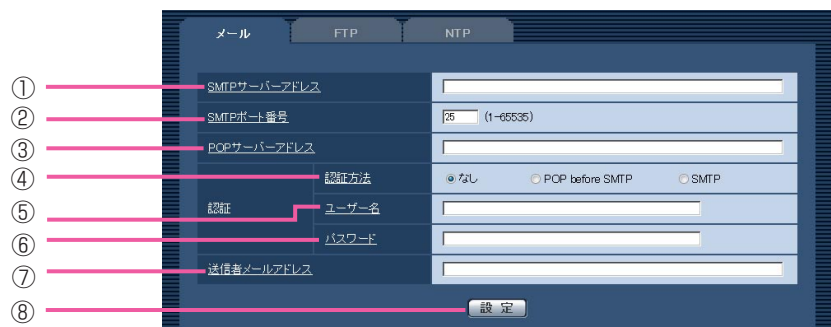 メール FTP NTP
① SMTPサーバーアドレス
② SMTPポート番号 25 (1-65535)
③ POPサーバーアドレス
④ 認証方法 なし POP before SMTP SMTP
認証
⑤ ユーザー名
⑥ パスワード
⑦ 送信者メールアドレス
⑧ 設定